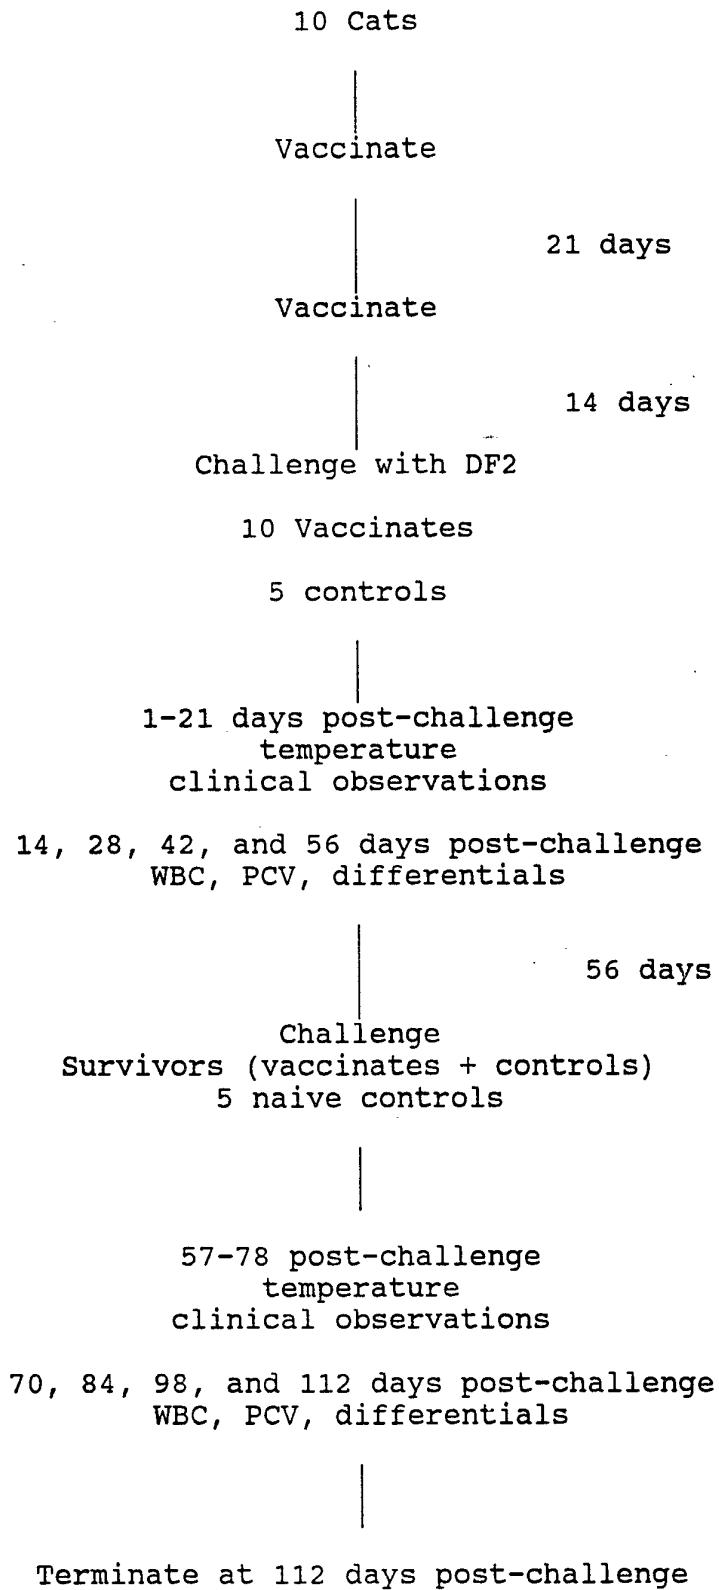 10 Cats
Vaccinate
21 days
Vaccinate
14 days
Challenge with DF2
10 Vaccinates
5 controls
1-21 days post-challenge
temperature
clinical observations
14, 28, 42, and 56 days post-challenge
WBC, PCV, differentials
56 days
Challenge
Survivors (vaccinates + controls)
5 naive controls
57-78 post-challenge
temperature
clinical observations
70, 84, 98, and 112 days post-challenge
WBC, PCV, differentials
Terminate at 112 days post-challenge